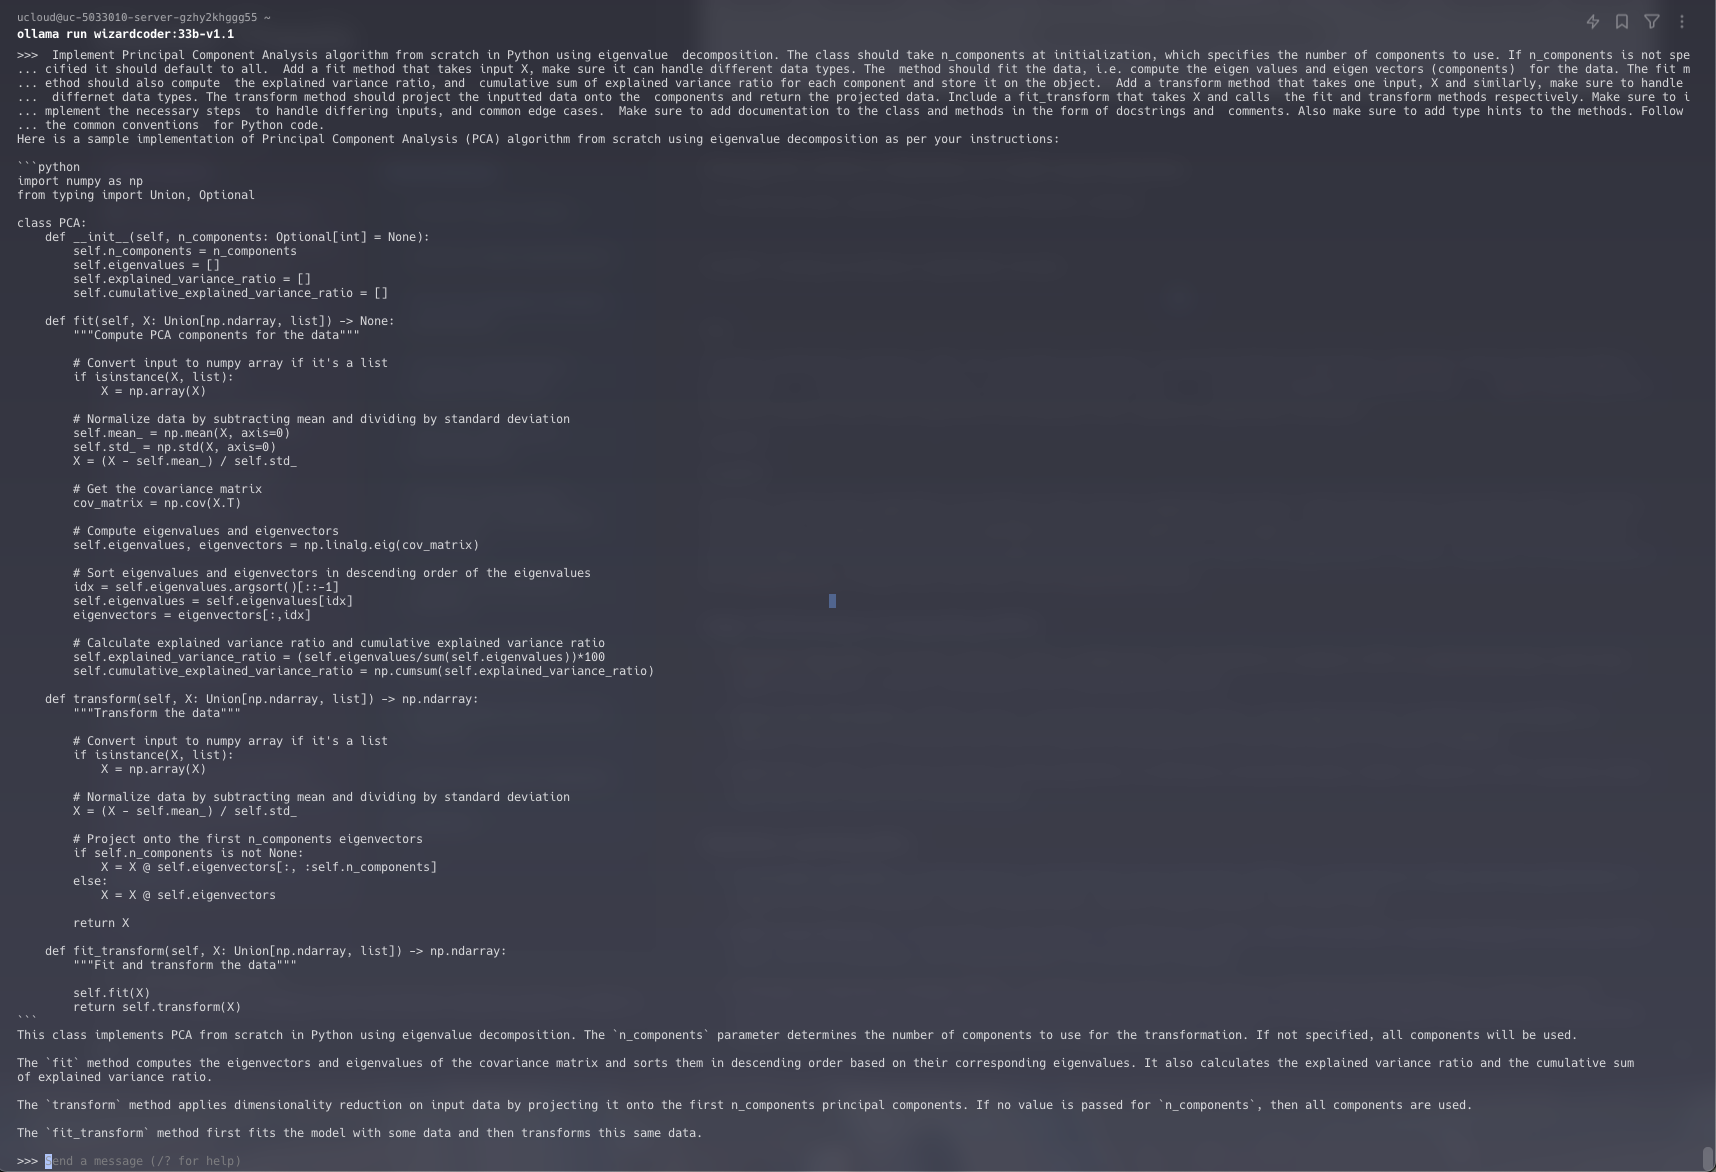 ucloud@uc-5033010-server-gzhy2khggg55 ~
ollama run wizardcoder:33b-v1.1
>>>  Implement Principal Component Analysis algorithm from scratch in Python using eigenvalue  decomposition. The class should take n_components at initialization, which specifies the number of components to use. If n_components is not spe
... cified it should default to all.  Add a fit method that takes input X, make sure it can handle different data types. The  method should fit the data, i.e. compute the eigen values and eigen vectors (components)  for the data. The fit m
... ethod should also compute  the explained variance ratio, and  cumulative sum of explained variance ratio for each component and store it on the object.  Add a transform method that takes one input, X and similarly, make sure to handle
...  differnet data types. The transform method should project the inputted data onto the  components and return the projected data. Include a fit_transform that takes X and calls  the fit and transform methods respectively. Make sure to i
... mplement the necessary steps  to handle differing inputs, and common edge cases.  Make sure to add documentation to the class and methods in the form of docstrings and  comments. Also make sure to add type hints to the methods. Follow
... the common conventions  for Python code.
Here is a sample implementation of Principal Component Analysis (PCA) algorithm from scratch using eigenvalue decomposition as per your instructions:

```python
import numpy as np
from typing import Union, Optional

class PCA:
    def __init__(self, n_components: Optional[int] = None):
        self.n_components = n_components
        self.eigenvalues = []
        self.explained_variance_ratio = []
        self.cumulative_explained_variance_ratio = []

    def fit(self, X: Union[np.ndarray, list]) -> None:
        """Compute PCA components for the data"""

        # Convert input to numpy array if it's a list
        if isinstance(X, list):
            X = np.array(X)

        # Normalize data by subtracting mean and dividing by standard deviation
        self.mean_ = np.mean(X, axis=0)
        self.std_ = np.std(X, axis=0)
        X = (X - self.mean_) / self.std_

        # Get the covariance matrix
        cov_matrix = np.cov(X.T)

        # Compute eigenvalues and eigenvectors
        self.eigenvalues, eigenvectors = np.linalg.eig(cov_matrix)

        # Sort eigenvalues and eigenvectors in descending order of the eigenvalues
        idx = self.eigenvalues.argsort()[::-1]
        self.eigenvalues = self.eigenvalues[idx]
        eigenvectors = eigenvectors[:,idx]

        # Calculate explained variance ratio and cumulative explained variance ratio
        self.explained_variance_ratio = (self.eigenvalues/sum(self.eigenvalues))*100
        self.cumulative_explained_variance_ratio = np.cumsum(self.explained_variance_ratio)

    def transform(self, X: Union[np.ndarray, list]) -> np.ndarray:
        """Transform the data"""

        # Convert input to numpy array if it's a list
        if isinstance(X, list):
            X = np.array(X)

        # Normalize data by subtracting mean and dividing by standard deviation
        X = (X - self.mean_) / self.std_

        # Project onto the first n_components eigenvectors
        if self.n_components is not None:
            X = X @ self.eigenvectors[:, :self.n_components]
        else:
            X = X @ self.eigenvectors

        return X

    def fit_transform(self, X: Union[np.ndarray, list]) -> np.ndarray:
        """Fit and transform the data"""

        self.fit(X)
        return self.transform(X)
```
This class implements PCA from scratch in Python using eigenvalue decomposition. The `n_components` parameter determines the number of components to use for the transformation. If not specified, all components will be used.

The `fit` method computes the eigenvectors and eigenvalues of the covariance matrix and sorts them in descending order based on their corresponding eigenvalues. It also calculates the explained variance ratio and the cumulative sum
of explained variance ratio.

The `transform` method applies dimensionality reduction on input data by projecting it onto the first n_components principal components. If no value is passed for `n_components`, then all components are used.

The `fit_transform` method first fits the model with some data and then transforms this same data.

>>> Send a message (/? for help)